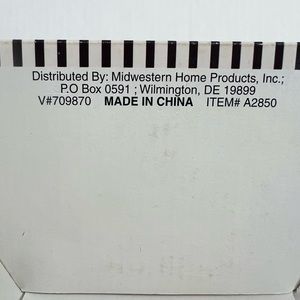 Distributed By: Midwestern Home Products, Inc.;
P.O Box 0591 ; Wilmington, DE 19899
V#709870 MADE IN CHINA ITEM# A2850